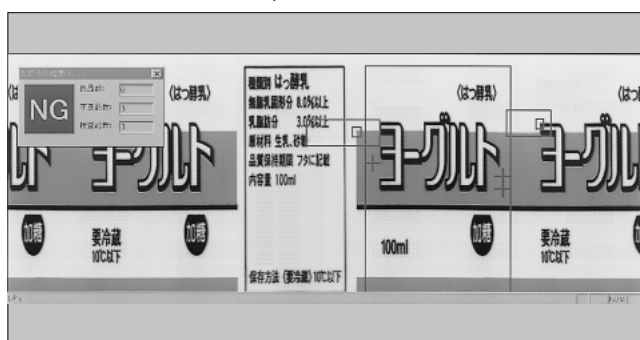 NG
0
〈はっ酵乳〉
ヨーグルト
加糖
要冷蔵
10℃以下
種類別 はっ酵乳
無脂乳固形分 8.0%以上
乳脂肪分 3.0%以上
原材料 生乳、砂糖
品質保持期限 フタに記載
内容量 100ml
保存方法 (要冷蔵) 10℃以下
〈はっ酵乳〉
ヨーグルト
100ml
加糖
〈はっ酵乳〉
ヨーグル
要冷蔵
10℃以下